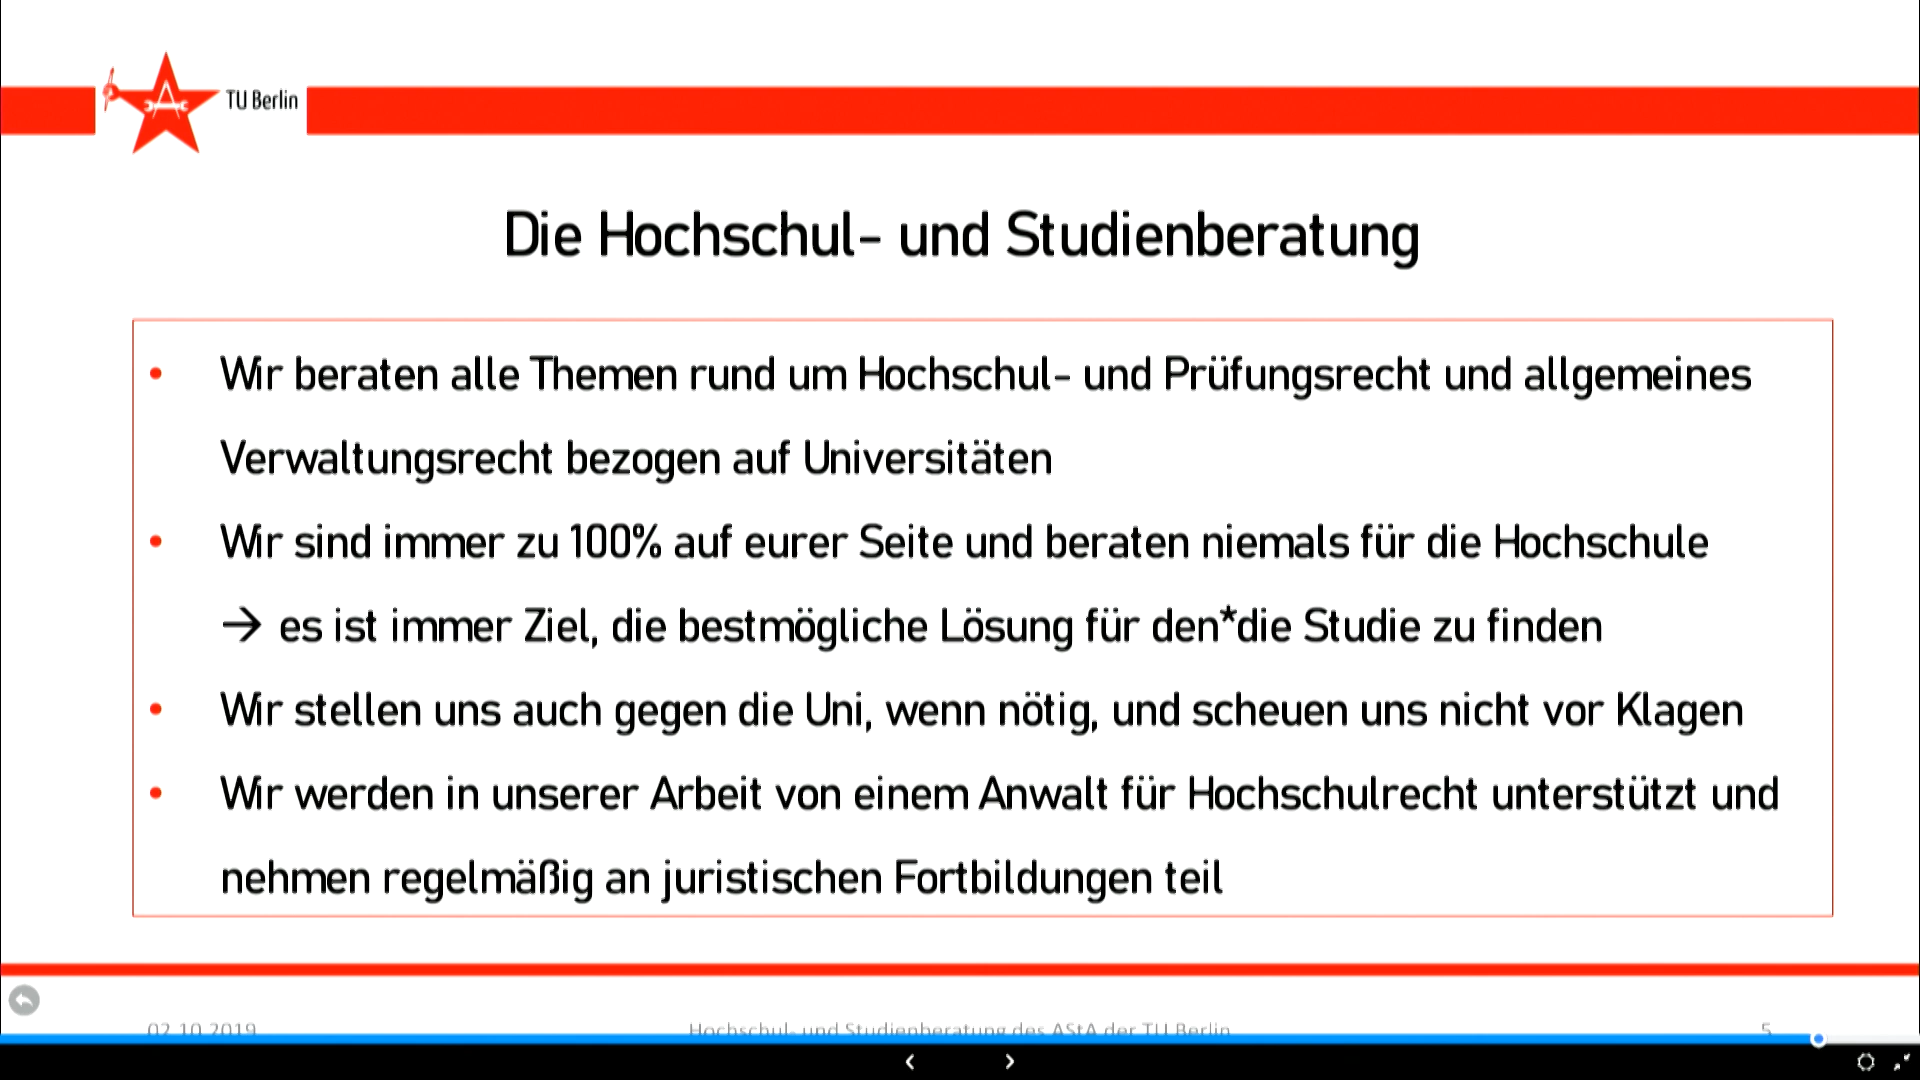 TU Berlin
Die Hochschul- und Studienberatung
• Wir beraten alle Themen rund um Hochschul- und Prüfungsrecht und allgemeines
Verwaltungsrecht bezogen auf Universitäten
• Wir sind immer zu 100% auf eurer Seite und beraten niemals für die Hochschule
→ es ist immer Ziel, die bestmögliche Lösung für den*die Studie zu finden
• Wir stellen uns auch gegen die Uni, wenn nötig, und scheuen uns nicht vor Klagen
• Wir werden in unserer Arbeit von einem Anwalt für Hochschulrecht unterstützt und
nehmen regelmäßig an juristischen Fortbildungen teil
02.10.2019 Hochschul- und Studienberatung des AStA der TU Berlin 5